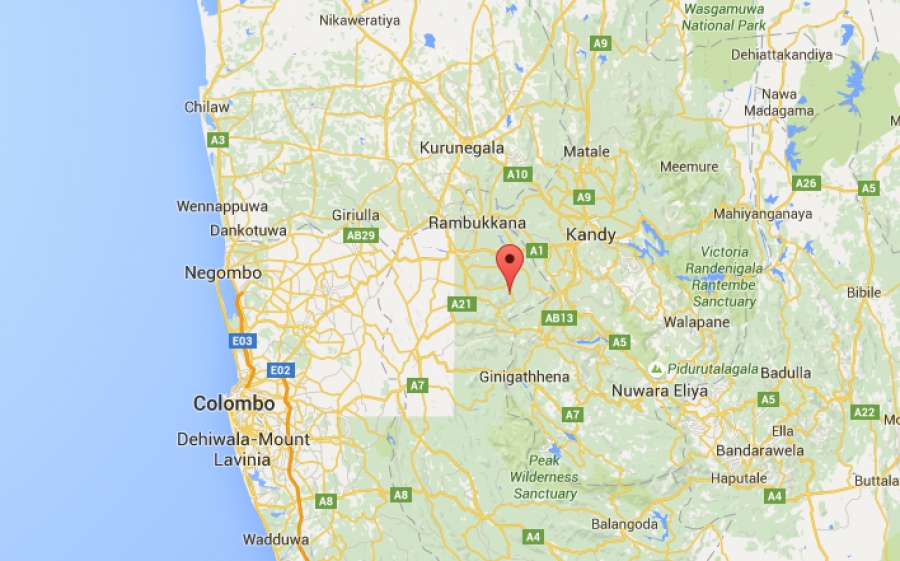 Wasgamuwa
National Park
Nikaweratiya
A9
Dehiattakandiya
Nawa
Madagama
Chilaw
M
A3
Kurunegala
Matale
Meemure
A10
A26
A5
A9
Wennappuwa
Giriulla
Rambukkana
Mahiyanganaya
Dankotuwa
AB29
Kandy
A1
Victoria
Randenigala
Rantembe
Sanctuary
Negombo
Bibile
A21
AB13
Walapane
E03
A5
E02
Pidurutalagala
Badulla
Ginigathhena
A7
Nuwara Eliya
A5
Colombo
A7
A22
Mo
Dehiwala-Mount
Lavinia
Ella
Bandarawela
Peak
Wilderness
Sanctuary
Haputale
Buttala
A8
A8
A4
Balangoda
Wadduwa
A4